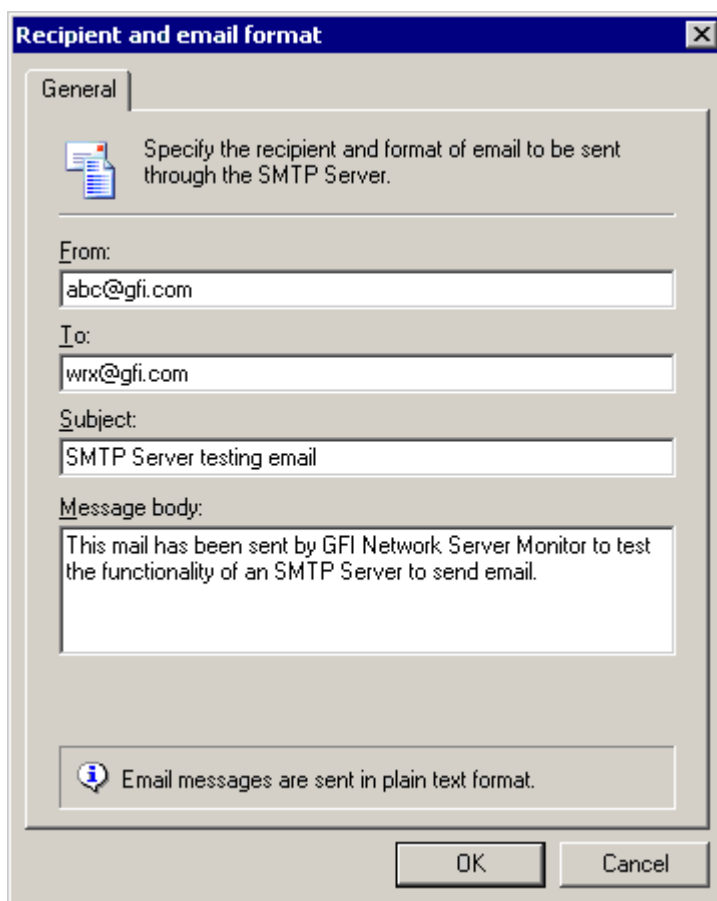 Recipient and email format
General
Specify the recipient and format of email to be sent
through the SMTP Server.
From:
abc@gfi.com
To:
wrx@gfi.com
Subject:
SMTP Server testing email
Message body:
This mail has been sent by GFI Network Server Monitor to test
the functionality of an SMTP Server to send email.
Email messages are sent in plain text format.
OK
Cancel